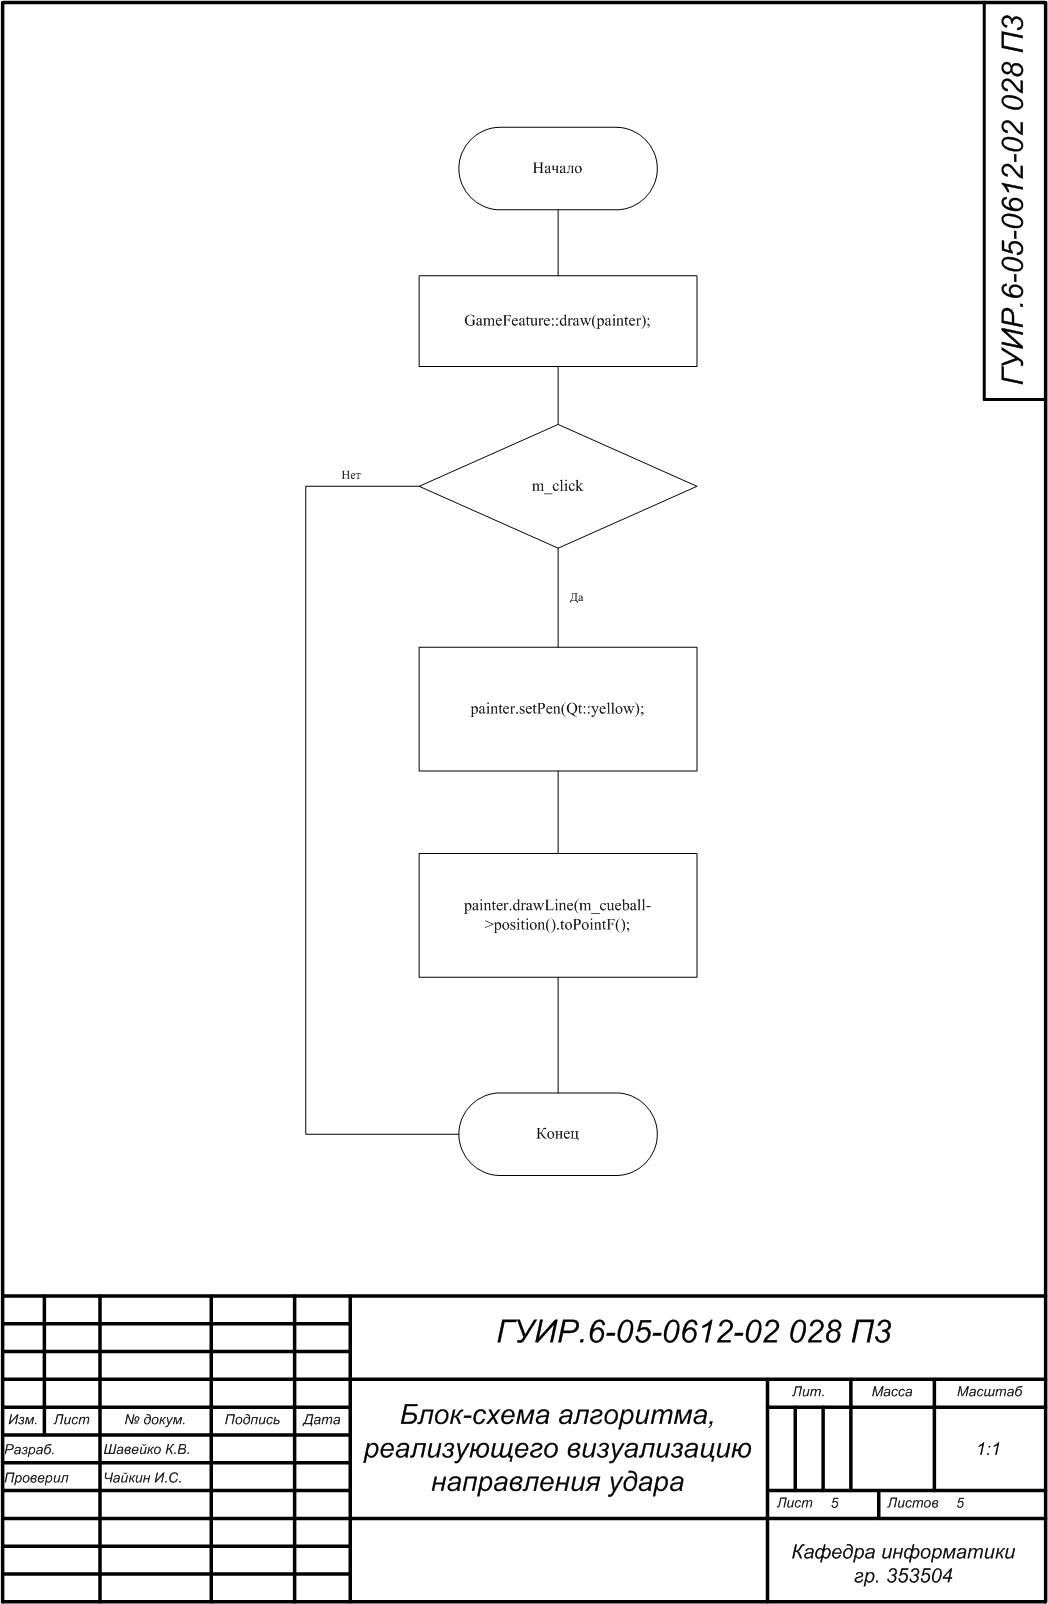 ГУИР.6-05-0612-02 028 ПЗ
Начало
GameFeature::draw(painter);
Нет
m_click
Да
painter.setPen(Qt::yellow);
painter.drawLine(m_cueball-
>position().toPointF();
Конец
ГУИР.6-05-0612-02 028 ПЗ
Изм. Лист № докум. Подпись Дата
Разраб. Шавейко К.В.
Проверил Чайкин И.С.
Блок-схема алгоритма,
реализующего визуализацию
направления удара
Лит. Масса Масштаб
1:1
Лист 5 Листов 5
Кафедра информатики
гр. 353504